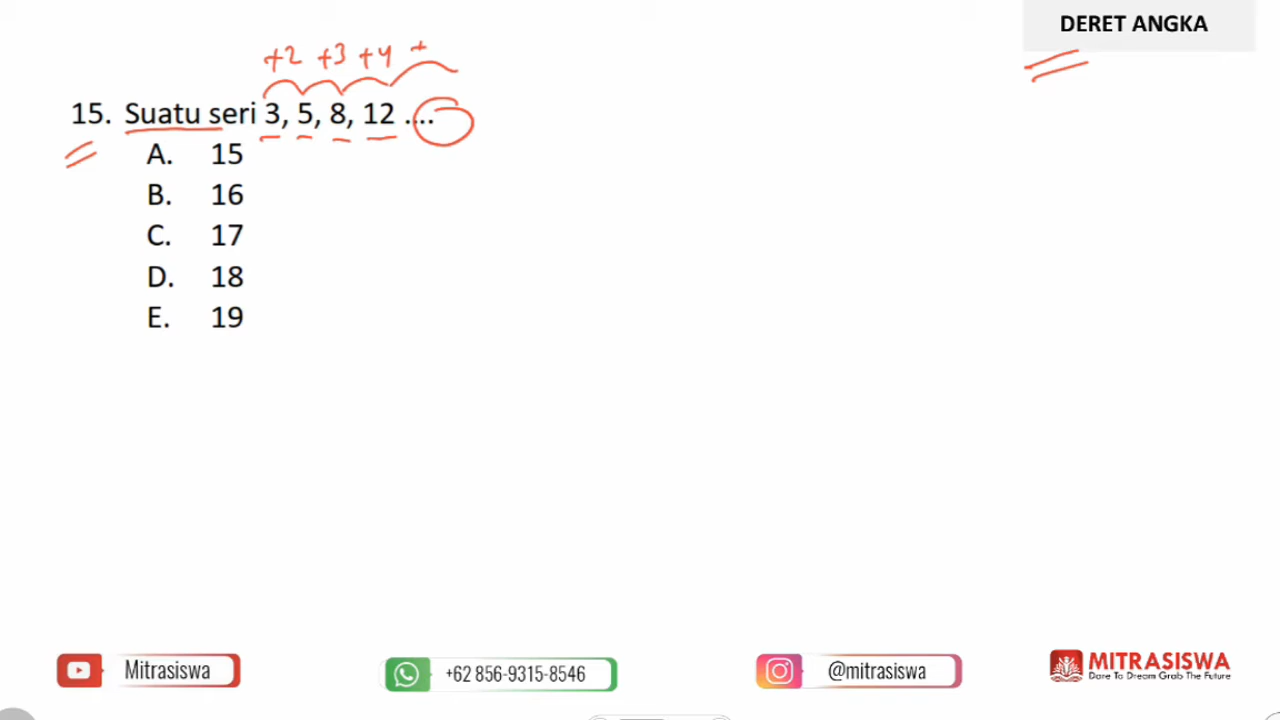 DERET ANGKA
+2 +3 +4 +
15. Suatu seri 3, 5, 8, 12 ....
A. 15
B. 16
C. 17
D. 18
E. 19
Mitrasiswa
+62 856-9315-8546
@mitrasiswa
MITRASISWA
Dare To Dream Grab The Future